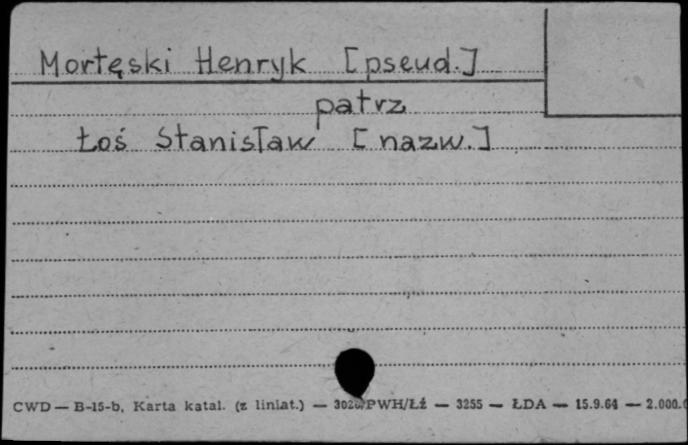 Mortęski Henryk [pseud.]
patrz
Łoś Stanisław [nazw.]
CWD — B-15-b, Karta katal. (z liniat.) — PWH/Łź — 3255 — ŁDA — 15.9.64 — 2.000.